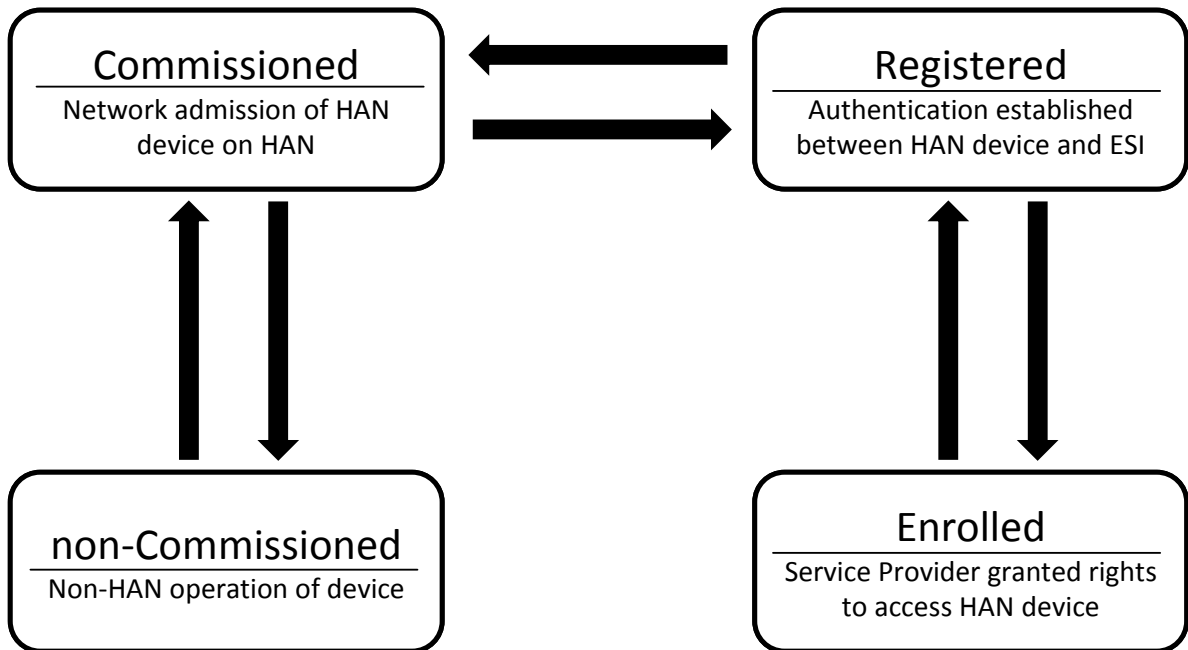 Commissioned
Network admission of HAN
device on HAN
Registered
Authentication established
between HAN device and ESI
non-Commissioned
Non-HAN operation of device
Enrolled
Service Provider granted rights
to access HAN device